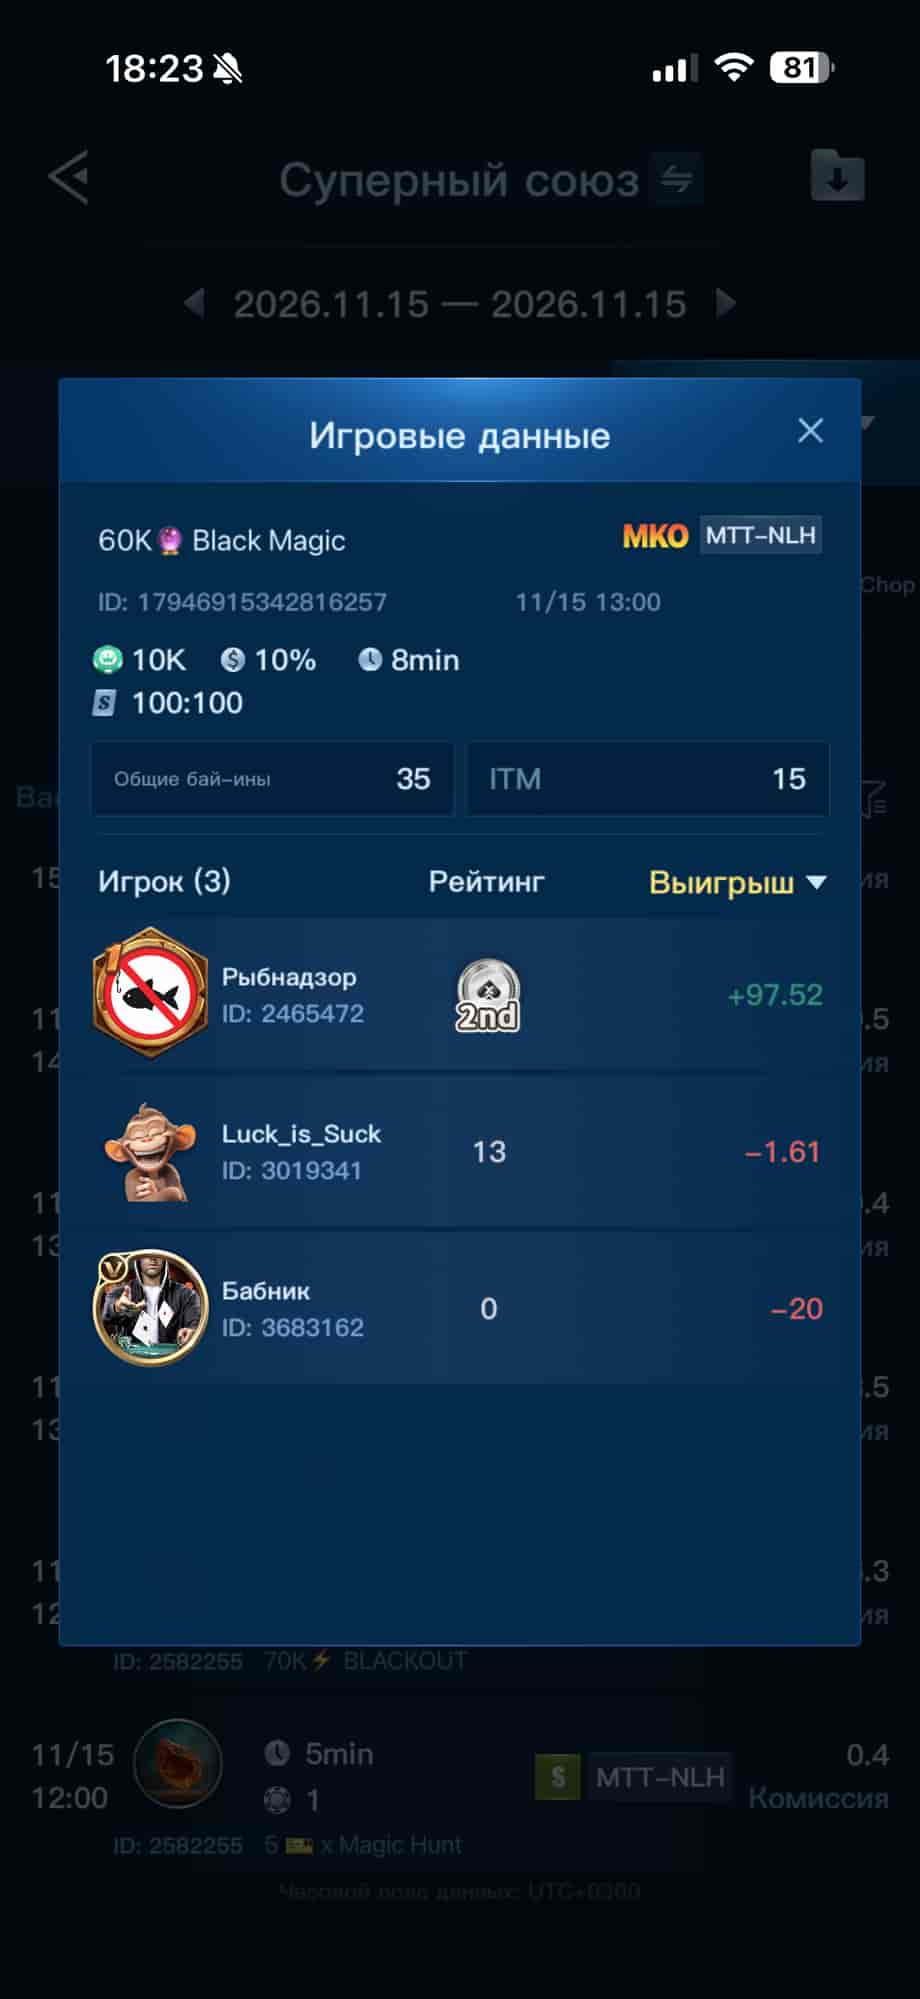 18:23
81
Суперный союз
2026.11.15 — 2026.11.15
Игровые данные
Chop
60K Black Magic MKO MTT-NLH
ID: 17946915342816257 11/15 13:00
10K 10% 8min
S 100:100
Общие бай-ины 35 ITM 15
Игрок (3) Рейтинг Выигрыш
Рыбнадзор
ID: 2465472
2nd
+97.52
Luck_is_Suck
ID: 3019341
13
-1.61
Бабник
ID: 3683162
0
-20
ID: 2582255 70K BLACKOUT
11/15 5min S MTT-NLH 0.4
12:00 1 Комиссия
ID: 2582255 5 x Magic Hunt
Часовой пояс данных: UTC+0300